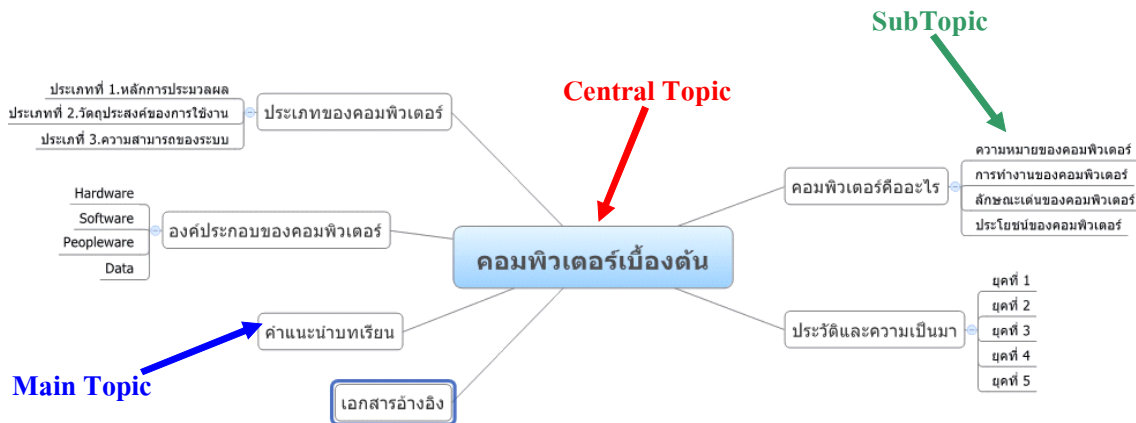 SubTopic
Central Topic
ประเภทที่ 1.หลักการประมวลผล
ประเภทที่ 2.วัตถุประสงค์ของการใช้งาน
ประเภที่ 3.ความสามารถของระบบ
ประเภทของคอมพิวเตอร์
Hardware
Software
Peopleware
Data
องค์ประกอบของคอมพิวเตอร์
คอมพิวเตอร์เบื้องต้น
คอมพิวเตอร์คืออะไร
ความหมายของคอมพิวเตอร์
การทำงานของคอมพิวเตอร์
ลักษณะเด่นของคอมพิวเตอร์
ประโยชน์ของคอมพิวเตอร์
คำแนะนำบทเรียน
ประวัติและความเป็นมา
ยุคที่ 1
ยุคที่ 2
ยุคที่ 3
ยุคที่ 4
ยุคที่ 5
Main Topic
เอกสารอ้างอิง